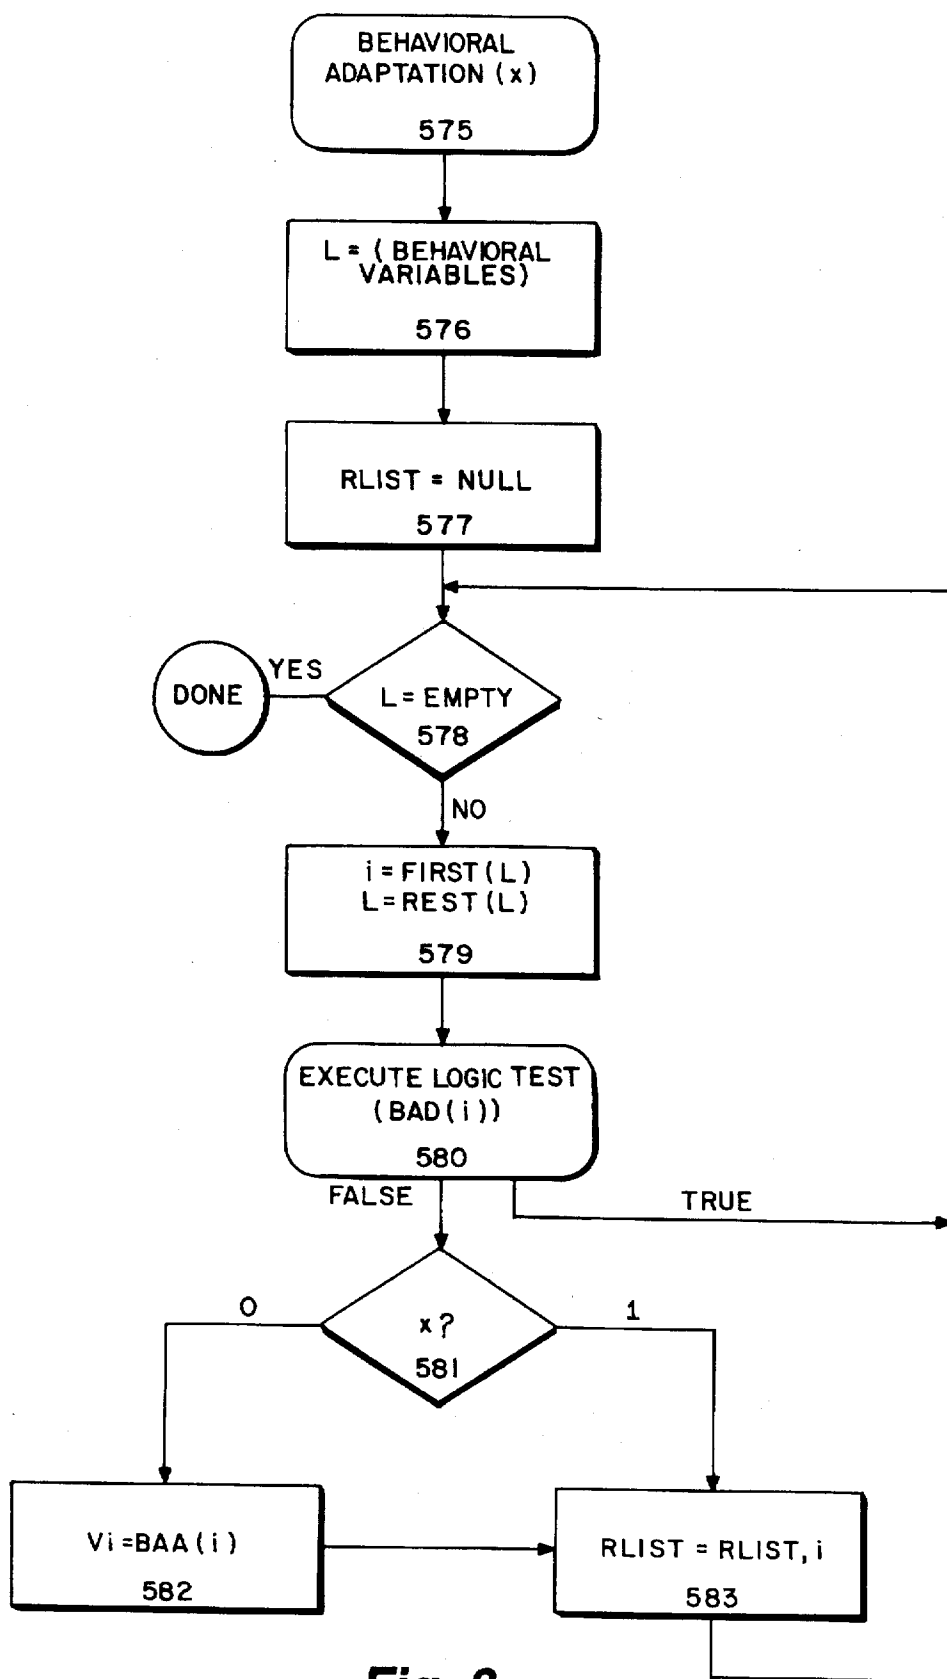 BEHAVIORAL
ADAPTATION (x)
575
L = ( BEHAVIORAL
VARIABLES)
576
RLIST = NULL
577
YES
DONE
L = EMPTY
578
NO
i = FIRST (L)
L = REST (L)
579
EXECUTE LOGIC TEST
(BAD (i))
580
FALSE
TRUE
0
x?
1
581
Vi = BAA (i)
582
RLIST = RLIST, i
583